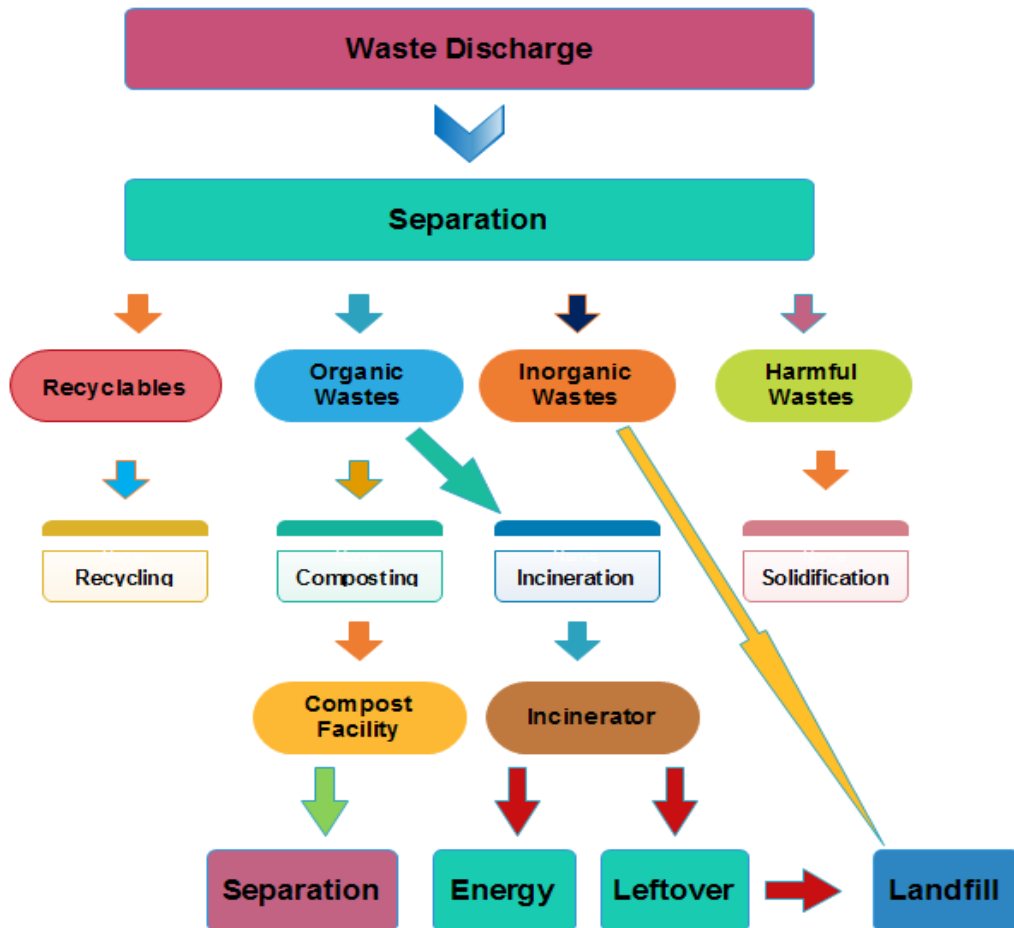 Waste Discharge
Separation
Recyclables
Organic
Wastes
Inorganic
Wastes
Harmful
Wastes
Recycling
Composting
Incineration
Solidification
Compost
Facility
Incinerator
Separation
Energy
Leftover
Landfill